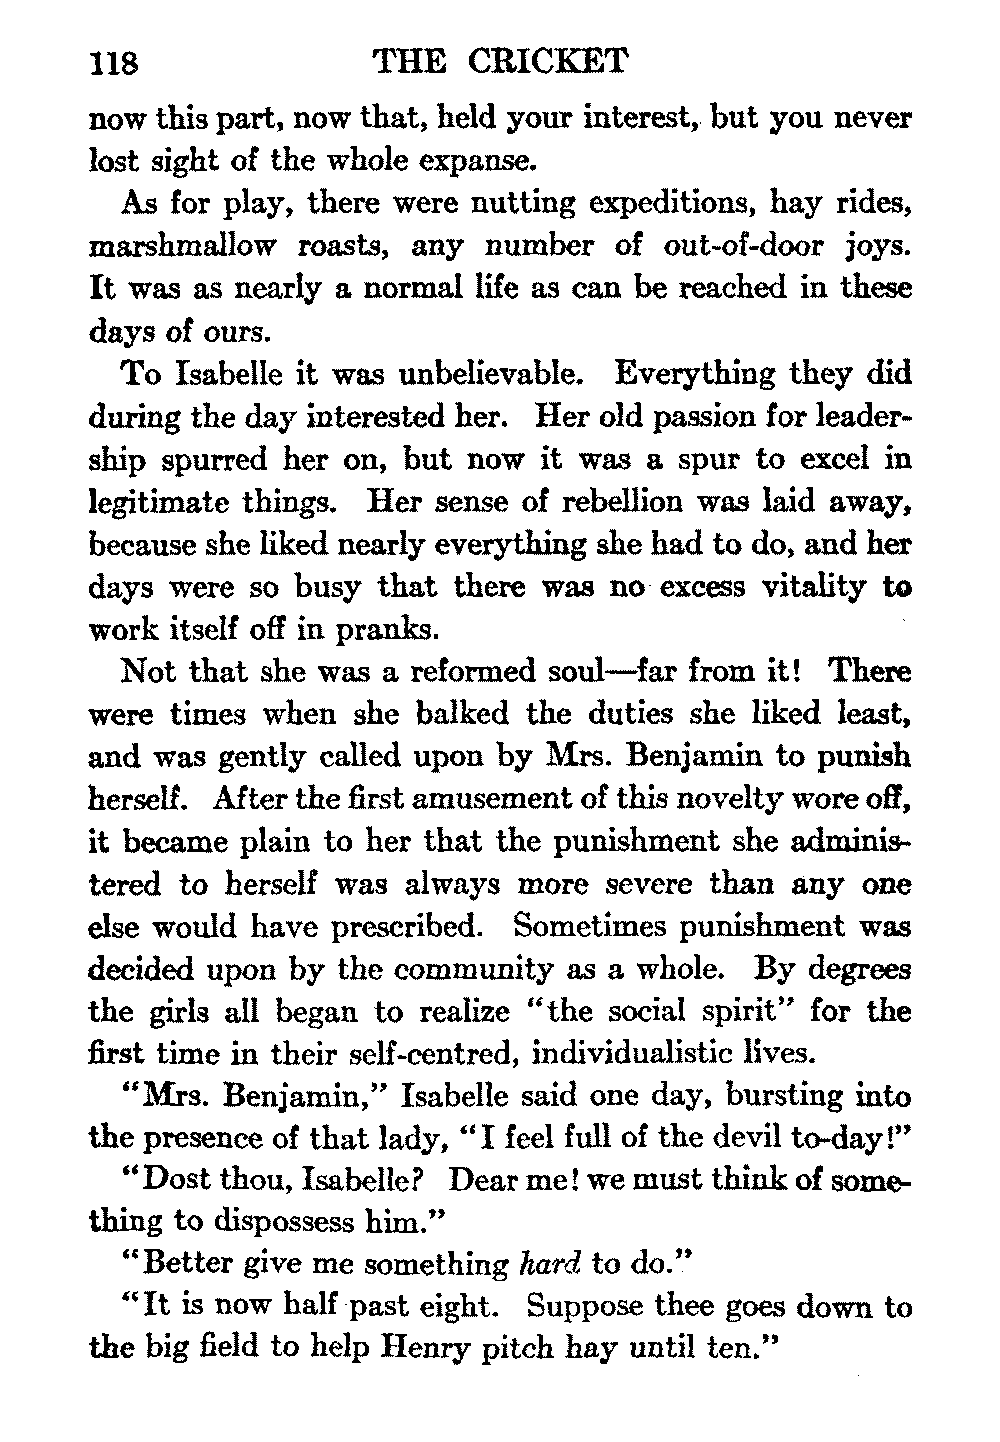 118 THE CRICKET
now this part, now that, held your interest, but you never
lost sight of the whole expanse.
As for play, there were nutting expeditions, hay rides,
marshmallow roasts, any number of out-of-door joys.
It was as nearly a normal life as can be reached in these
days of ours.
To Isabelle it was unbelievable. Everything they did
during the day interested her. Her old passion for leader-
ship spurred her on, but now it was a spur to excel in
legitimate things. Her sense of rebellion was laid away,
because she liked nearly everything she had to do, and her
days were so busy that there was no excess vitality to
work itself off in pranks.
Not that she was a reformed soul—far from it! There
were times when she balked the duties she liked least,
and was gently called upon by Mrs. Benjamin to punish
herself. After the first amusement of this novelty wore off,
it became plain to her that the punishment she adminis-
tered to herself was always more severe than any one
else would have prescribed. Sometimes punishment was
decided upon by the community as a whole. By degrees
the girls all began to realize “the social spirit” for the
first time in their self-centred, individualistic lives.
“Mrs. Benjamin,” Isabelle said one day, bursting into
the presence of that lady, “I feel full of the devil to-day!”
“Dost thou, Isabelle? Dear me! we must think of some-
thing to dispossess him.”
“Better give me something hard to do.”
“It is now half past eight. Suppose thee goes down to
the big field to help Henry pitch hay until ten.”